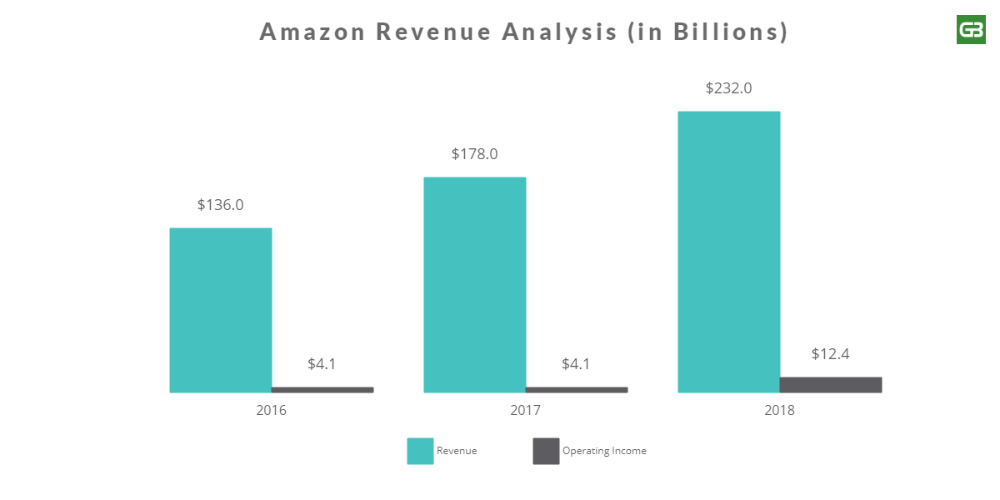 Amazon Revenue Analysis (in Billions)
GB
$232.0
$178.0
$136.0
$12.4
$4.1
$4.1
2016
2017
2018
Revenue
Operating Income